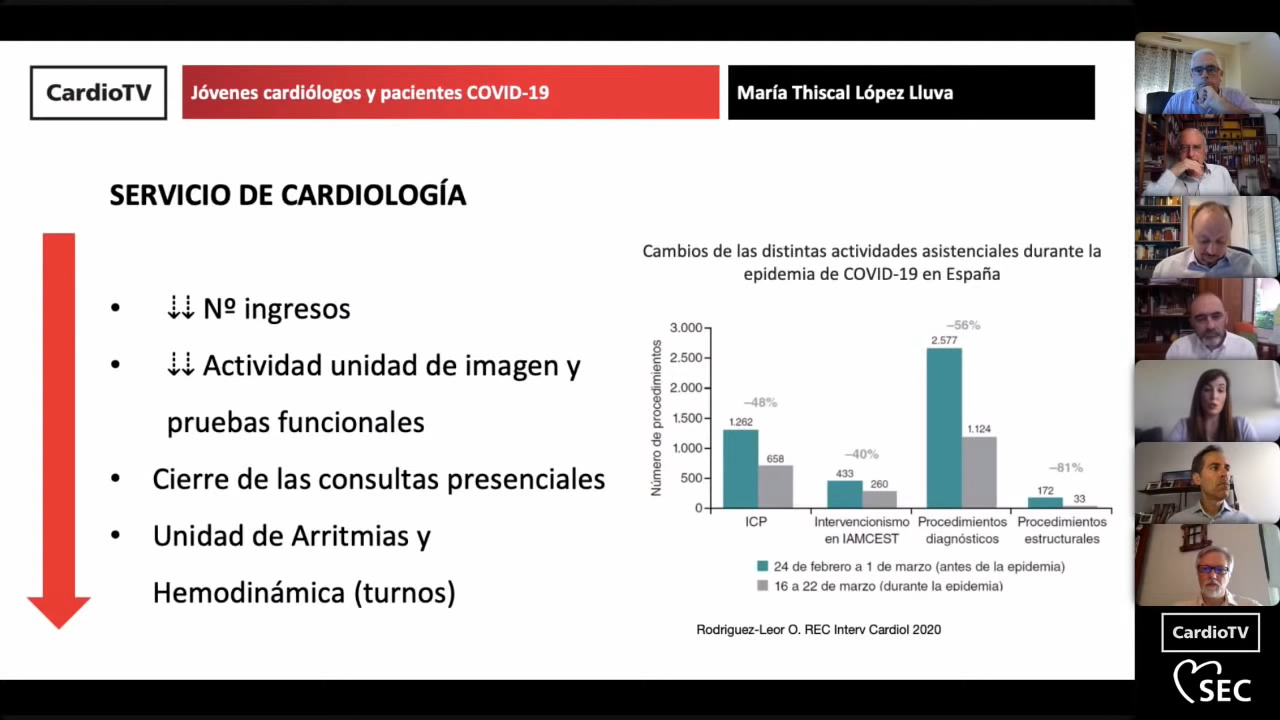 CardioTV
Jóvenes cardiólogos y pacientes COVID-19
María Thiscal López Lluva
SERVICIO DE CARDIOLOGÍA
• ⇊ Nº ingresos
• ⇊ Actividad unidad de imagen y
pruebas funcionales
• Cierre de las consultas presenciales
• Unidad de Arritmias y
Hemodinámica (turnos)
Cambios de las distintas actividades asistenciales durante la
epidemia de COVID-19 en España
Número de procedimientos
3.000
2.500
2.000
1.500
1.000
500
0
–48%
1.262
658
–40%
433
260
–56%
2.577
1.124
–81%
172
33
ICP
Intervencionismo
en IAMCEST
Procedimientos
diagnósticos
Procedimientos
estructurales
24 de febrero a 1 de marzo (antes de la epidemia)
16 a 22 de marzo (durante la epidemia)
Rodriguez-Leor O. REC Interv Cardiol 2020
CardioTV
SEC